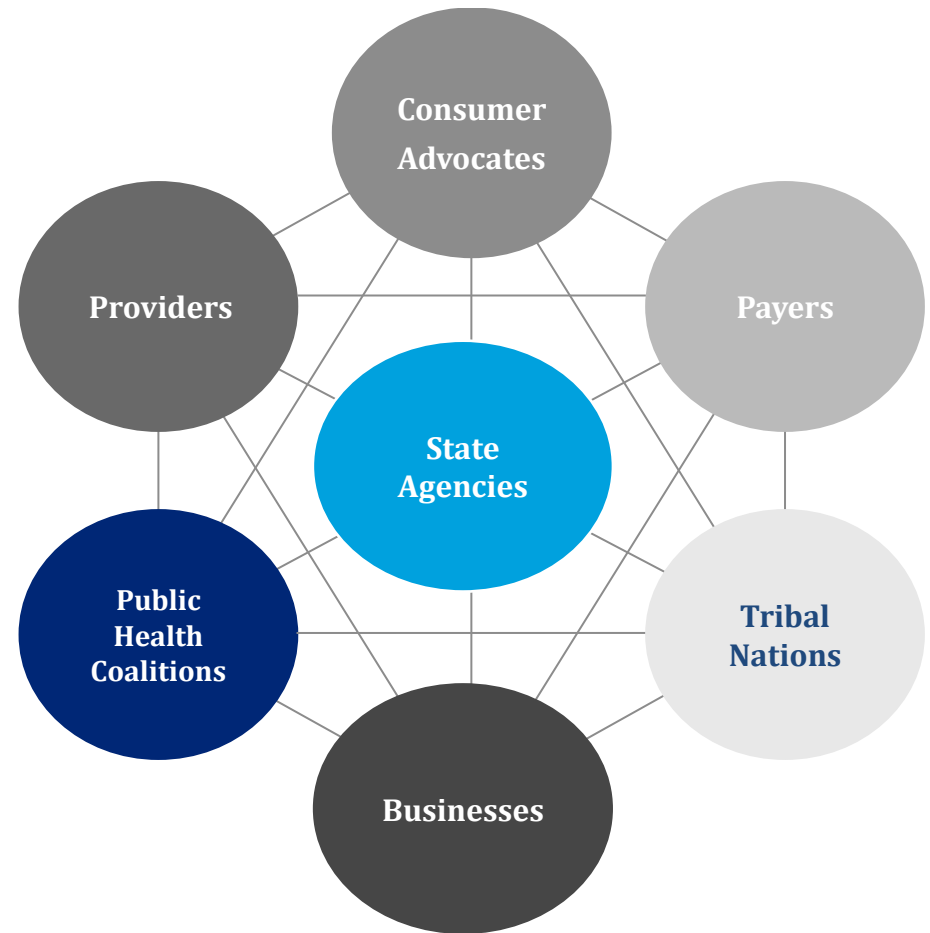 Consumer
Advocates
Providers
Payers
State
Agencies
Public
Health
Coalitions
Tribal
Nations
Businesses